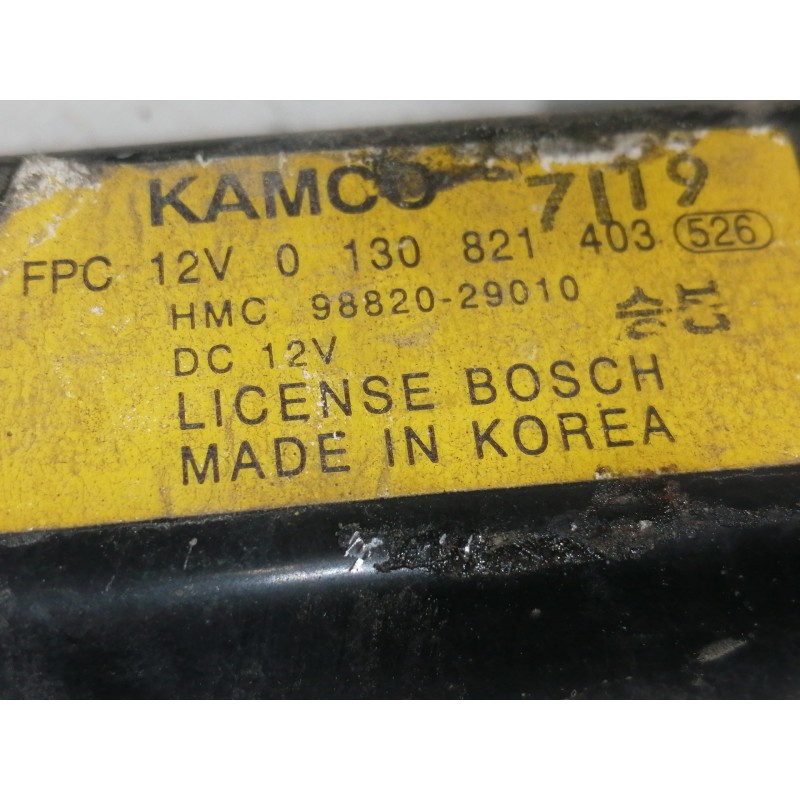 KAMCO 7119
FPC 12V 0 130 821 403 526
HMC 98820-29010
DC 12V
LICENSE BOSCH
MADE IN KOREA